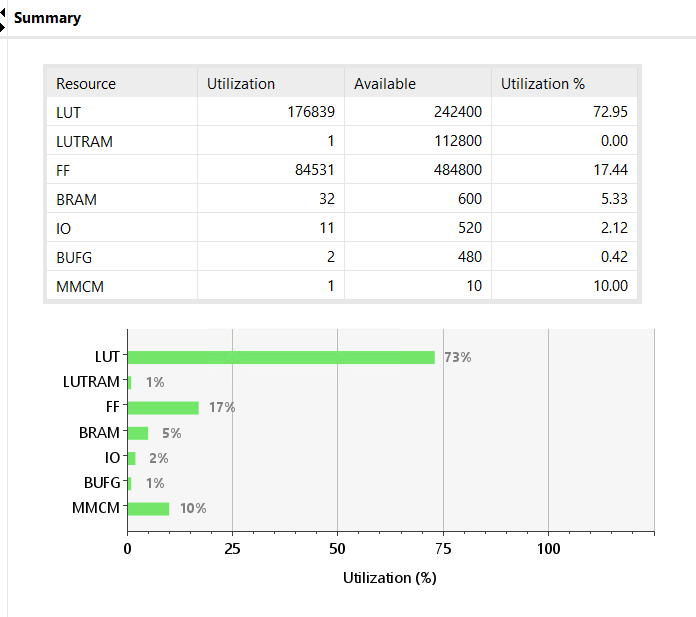 Summary
Resource Utilization Available Utilization %
LUT 176839 242400 72.95
LUTRAM 1 112800 0.00
FF 84531 484800 17.44
BRAM 32 600 5.33
IO 11 520 2.12
BUFG 2 480 0.42
MMCM 1 10 10.00
LUT 73%
LUTRAM 1%
FF 17%
BRAM 5%
IO 2%
BUFG 1%
MMCM 10%
0 25 50 75 100
Utilization (%)